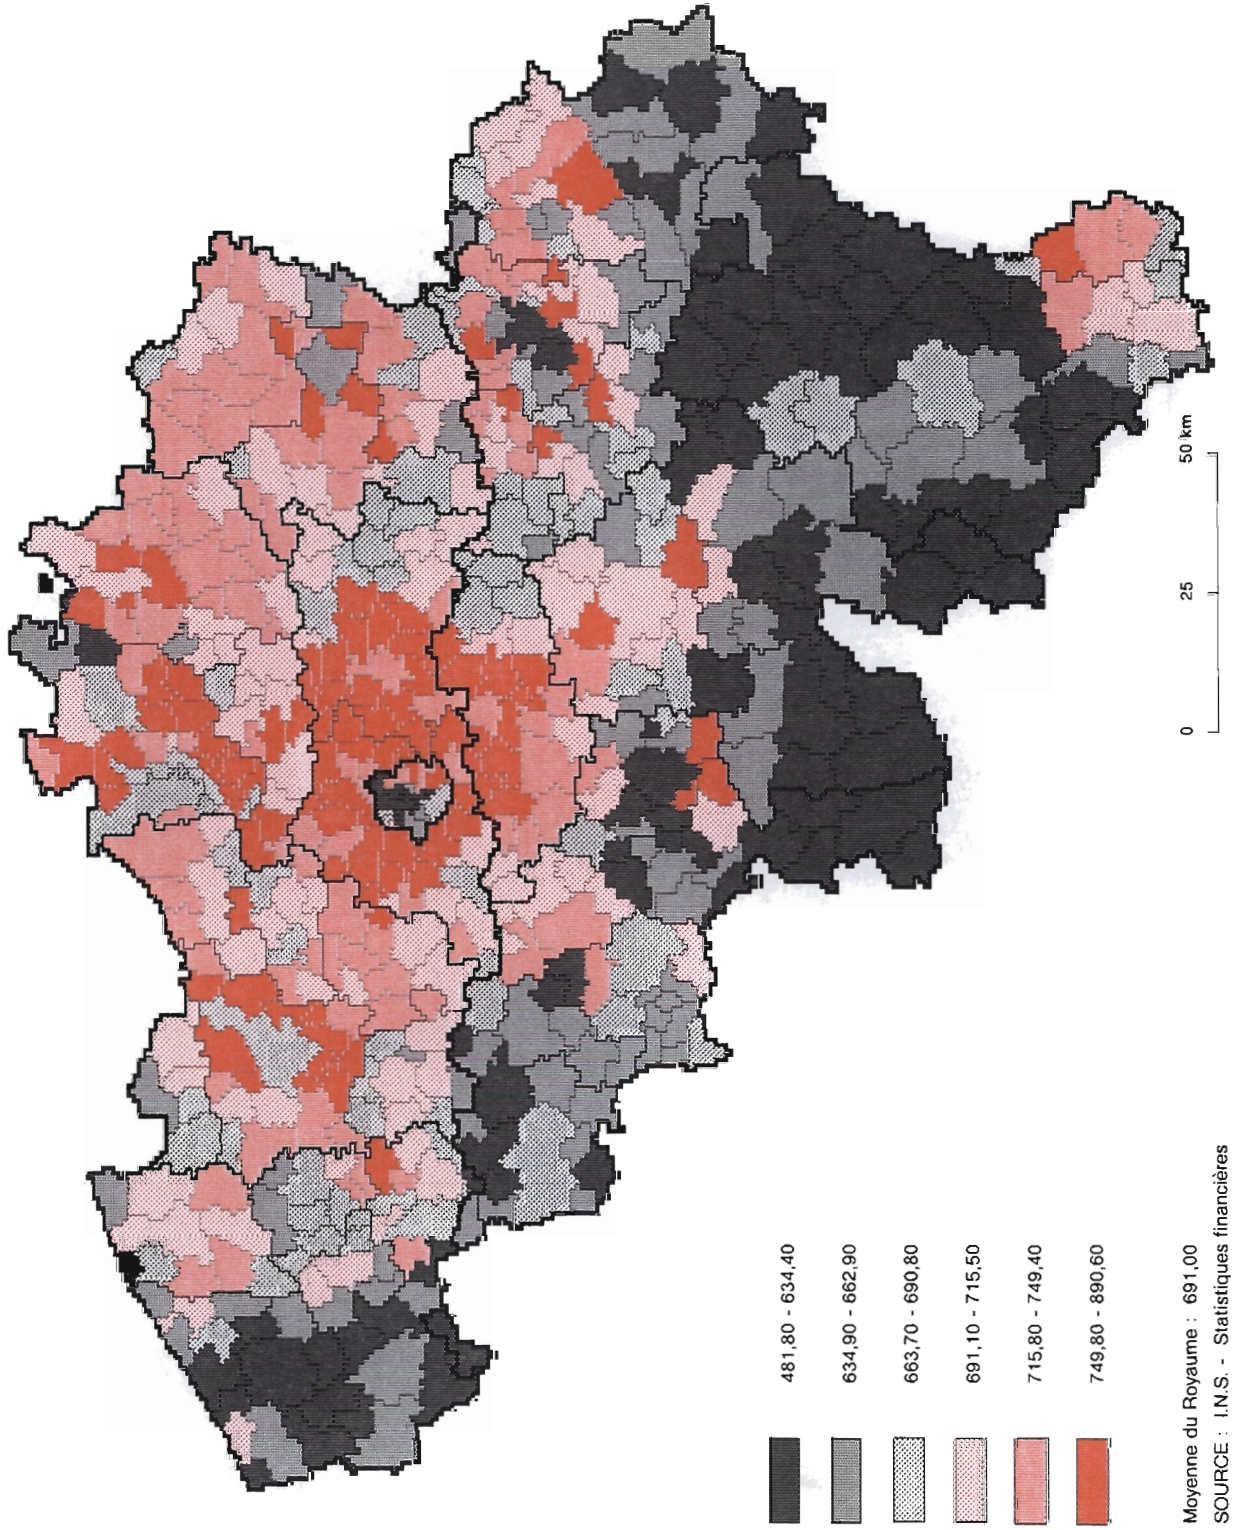 0 25 50 km
481,80 - 634,40
634,90 - 662,90
663,70 - 690,80
691,10 - 715,50
715,80 - 749,40
749,80 - 890,60
Moyenne du Royaume : 691,00
SOURCE : I.N.S. - Statistiques financières